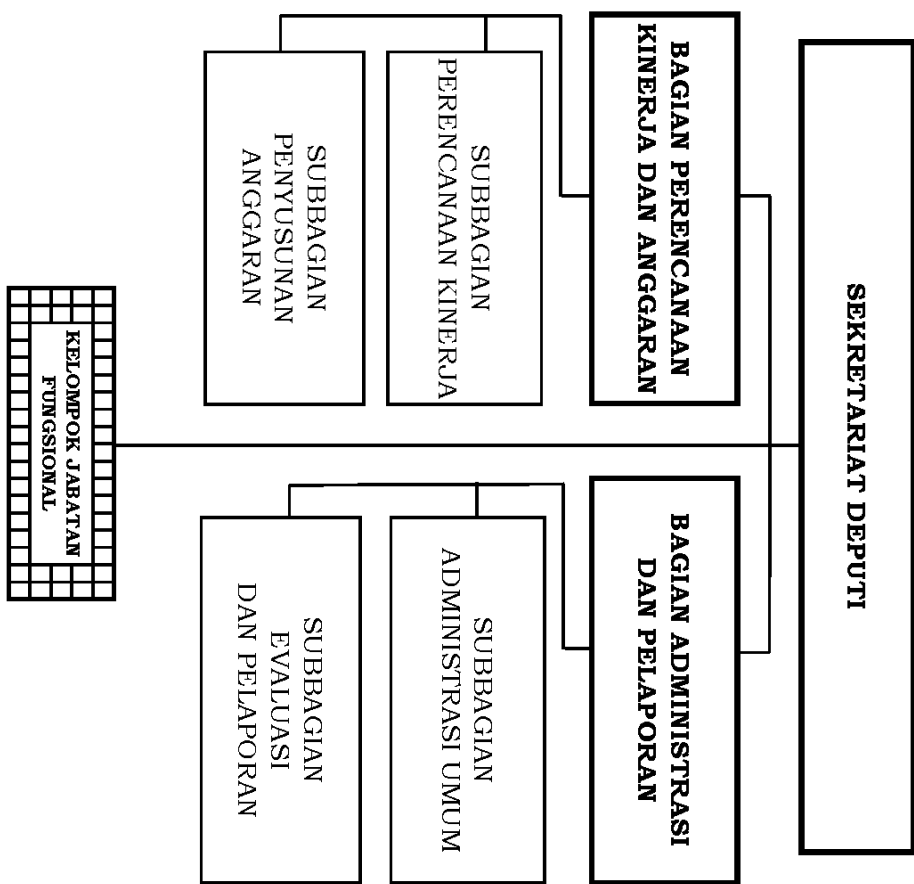 SEKRETARIAT DEPUTI
BAGIAN PERENCANAAN
KINERJA DAN ANGGARAN
SUBBAGIAN
PERENCANAAN KINERJA
SUBBAGIAN
PENYUSUNAN
ANGGARAN
BAGIAN ADMINISTRASI
DAN PELAPORAN
SUBBAGIAN
ADMINISTRASI UMUM
SUBBAGIAN
EVALUASI
DAN PELAPORAN
KELOMPOK JABATAN
FUNGSIONAL